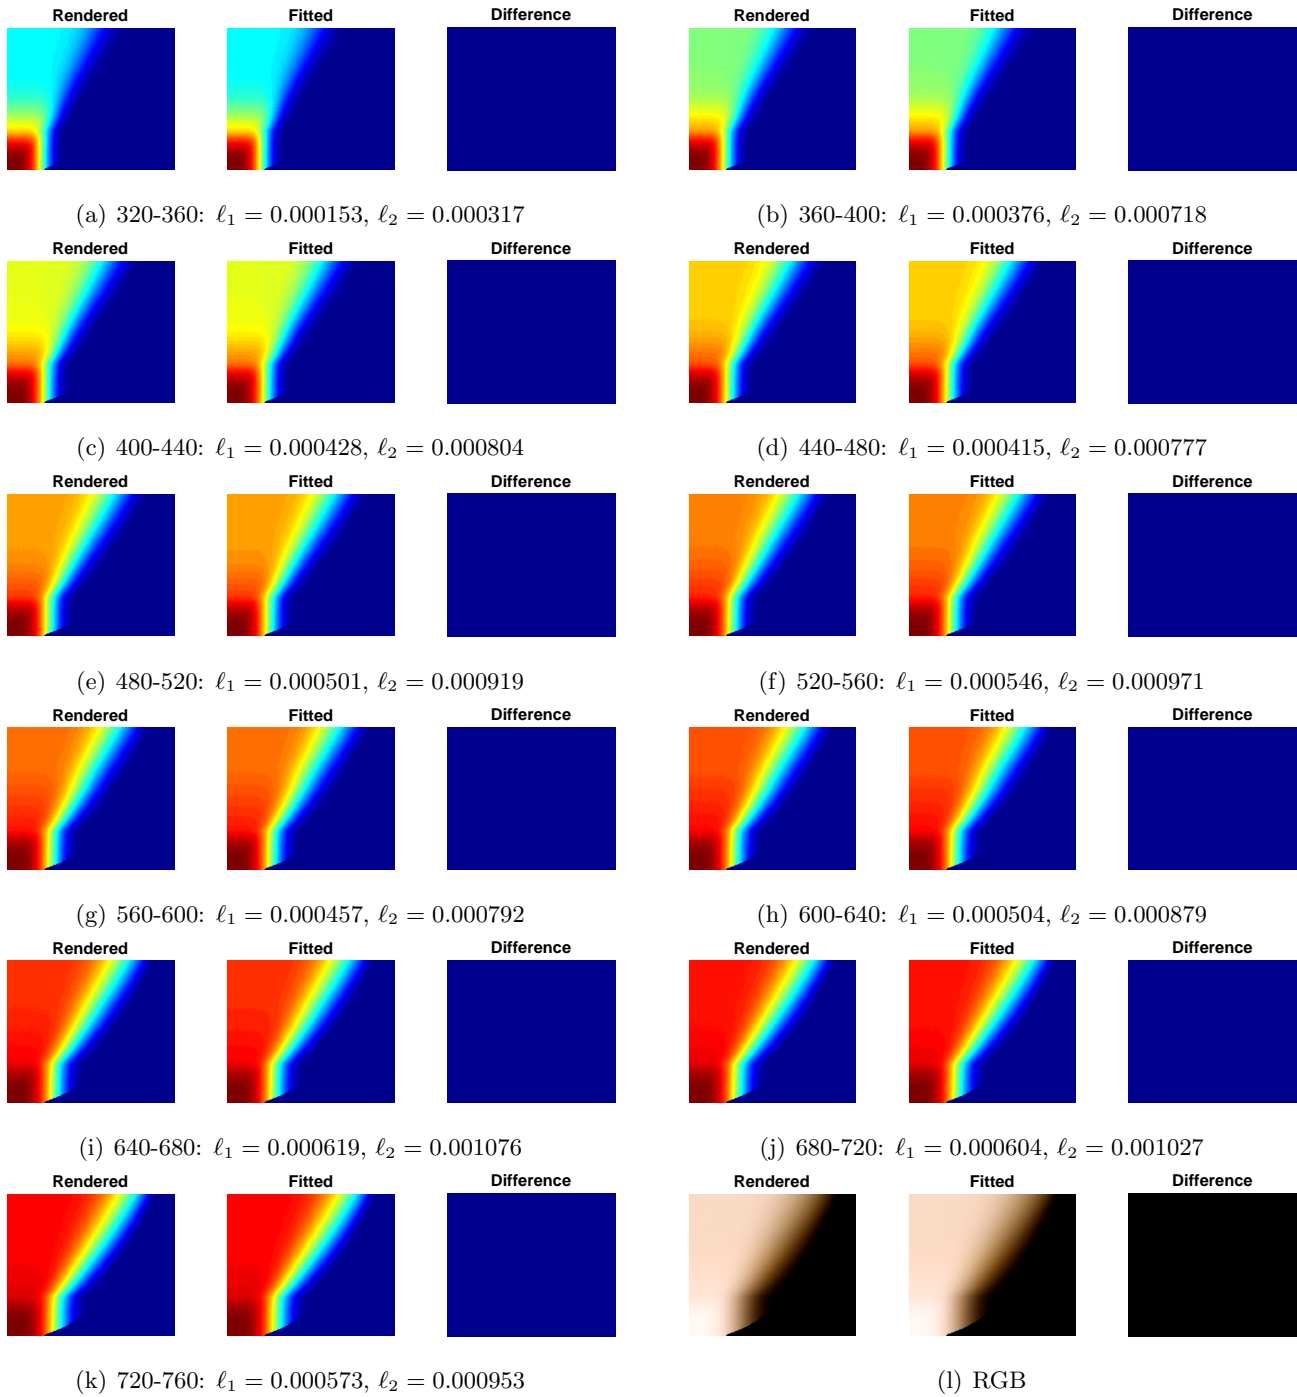 Rendered Fitted Difference Rendered Fitted Difference
(a) 320-360: ℓ₁ = 0.000153, ℓ₂ = 0.000317 (b) 360-400: ℓ₁ = 0.000376, ℓ₂ = 0.000718
Rendered Fitted Difference Rendered Fitted Difference
(c) 400-440: ℓ₁ = 0.000428, ℓ₂ = 0.000804 (d) 440-480: ℓ₁ = 0.000415, ℓ₂ = 0.000777
Rendered Fitted Difference Rendered Fitted Difference
(e) 480-520: ℓ₁ = 0.000501, ℓ₂ = 0.000919 (f) 520-560: ℓ₁ = 0.000546, ℓ₂ = 0.000971
Rendered Fitted Difference Rendered Fitted Difference
(g) 560-600: ℓ₁ = 0.000457, ℓ₂ = 0.000792 (h) 600-640: ℓ₁ = 0.000504, ℓ₂ = 0.000879
Rendered Fitted Difference Rendered Fitted Difference
(i) 640-680: ℓ₁ = 0.000619, ℓ₂ = 0.001076 (j) 680-720: ℓ₁ = 0.000604, ℓ₂ = 0.001027
Rendered Fitted Difference Rendered Fitted Difference
(k) 720-760: ℓ₁ = 0.000573, ℓ₂ = 0.000953 (l) RGB